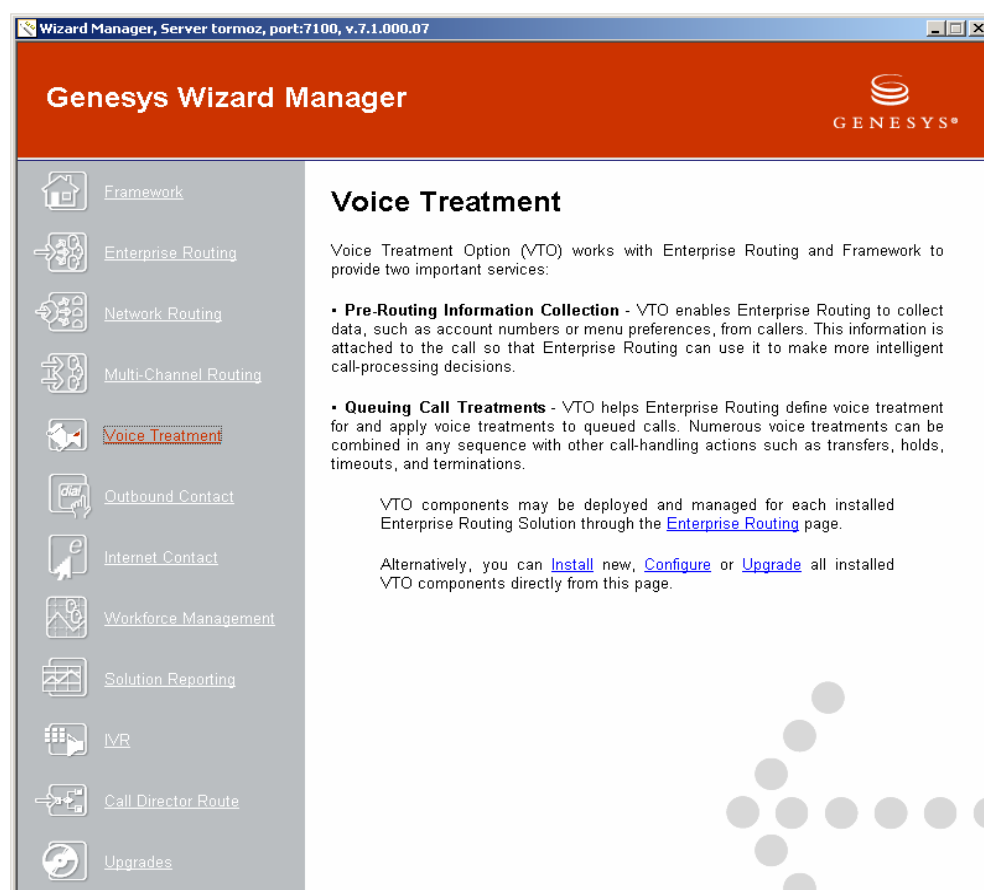 Wizard Manager, Server tormoz, port:7100, v.7.1.000.07
Genesys Wizard Manager
GENESYS®
Framework
Enterprise Routing
Network Routing
Multi-Channel Routing
Voice Treatment
dial
Outbound Contact
e
Internet Contact
Workforce Management
Solution Reporting
IVR
Call Director Route
Upgrades
Voice Treatment
Voice Treatment Option (VTO) works with Enterprise Routing and Framework to
provide two important services:
• Pre-Routing Information Collection - VTO enables Enterprise Routing to collect
data, such as account numbers or menu preferences, from callers. This information is
attached to the call so that Enterprise Routing can use it to make more intelligent
call-processing decisions.
• Queuing Call Treatments - VTO helps Enterprise Routing define voice treatment
for and apply voice treatments to queued calls. Numerous voice treatments can be
combined in any sequence with other call-handling actions such as transfers, holds,
timeouts, and terminations.
VTO components may be deployed and managed for each installed
Enterprise Routing Solution through the Enterprise Routing page.
Alternatively, you can Install new, Configure or Upgrade all installed
VTO components directly from this page.